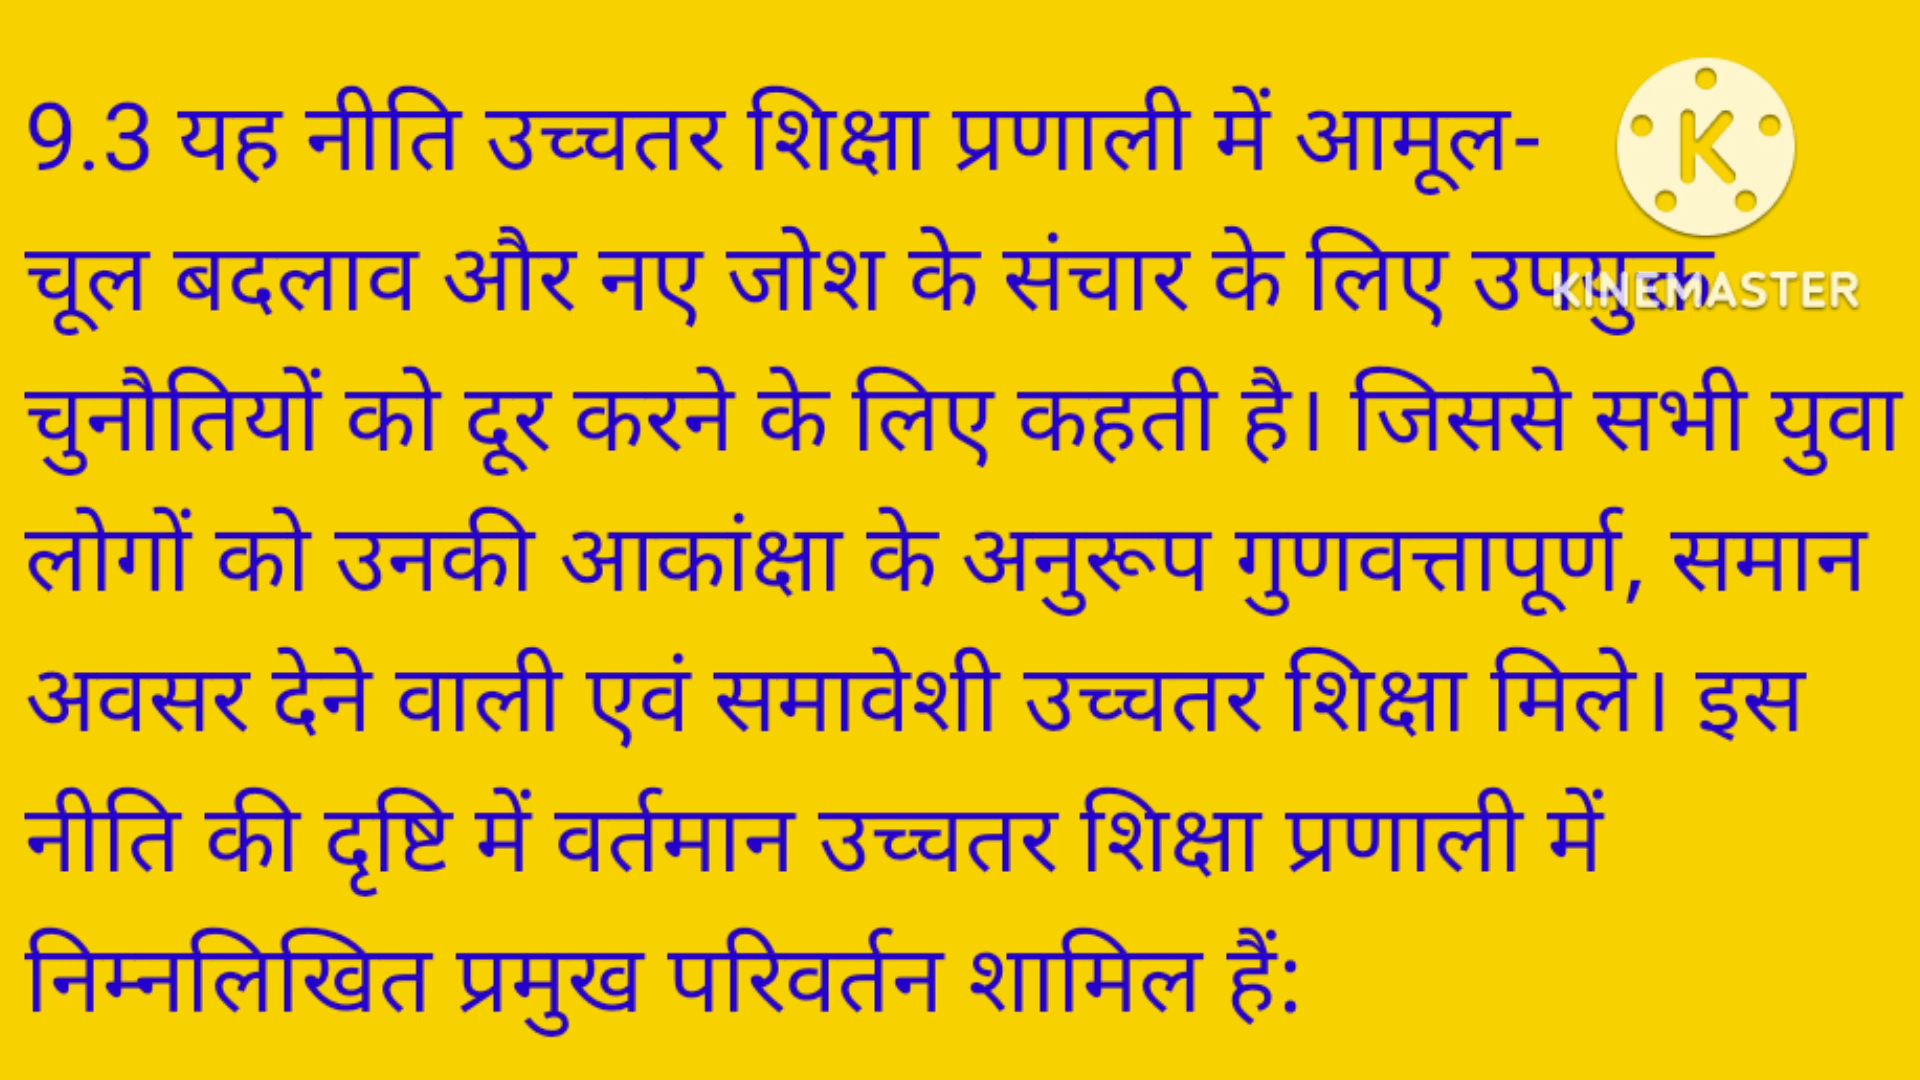 9.3 यह नीति उच्चतर शिक्षा प्रणाली में आमूल-
चूल बदलाव और नए जोश के संचार के लिए उपयुक्त
चुनौतियों को दूर करने के लिए कहती है। जिससे सभी युवा
लोगों को उनकी आकांक्षा के अनुरूप गुणवत्तापूर्ण, समान
अवसर देने वाली एवं समावेशी उच्चतर शिक्षा मिले। इस
नीति की दृष्टि में वर्तमान उच्चतर शिक्षा प्रणाली में
निम्नलिखित प्रमुख परिवर्तन शामिल हैं:
K
KINEMASTER